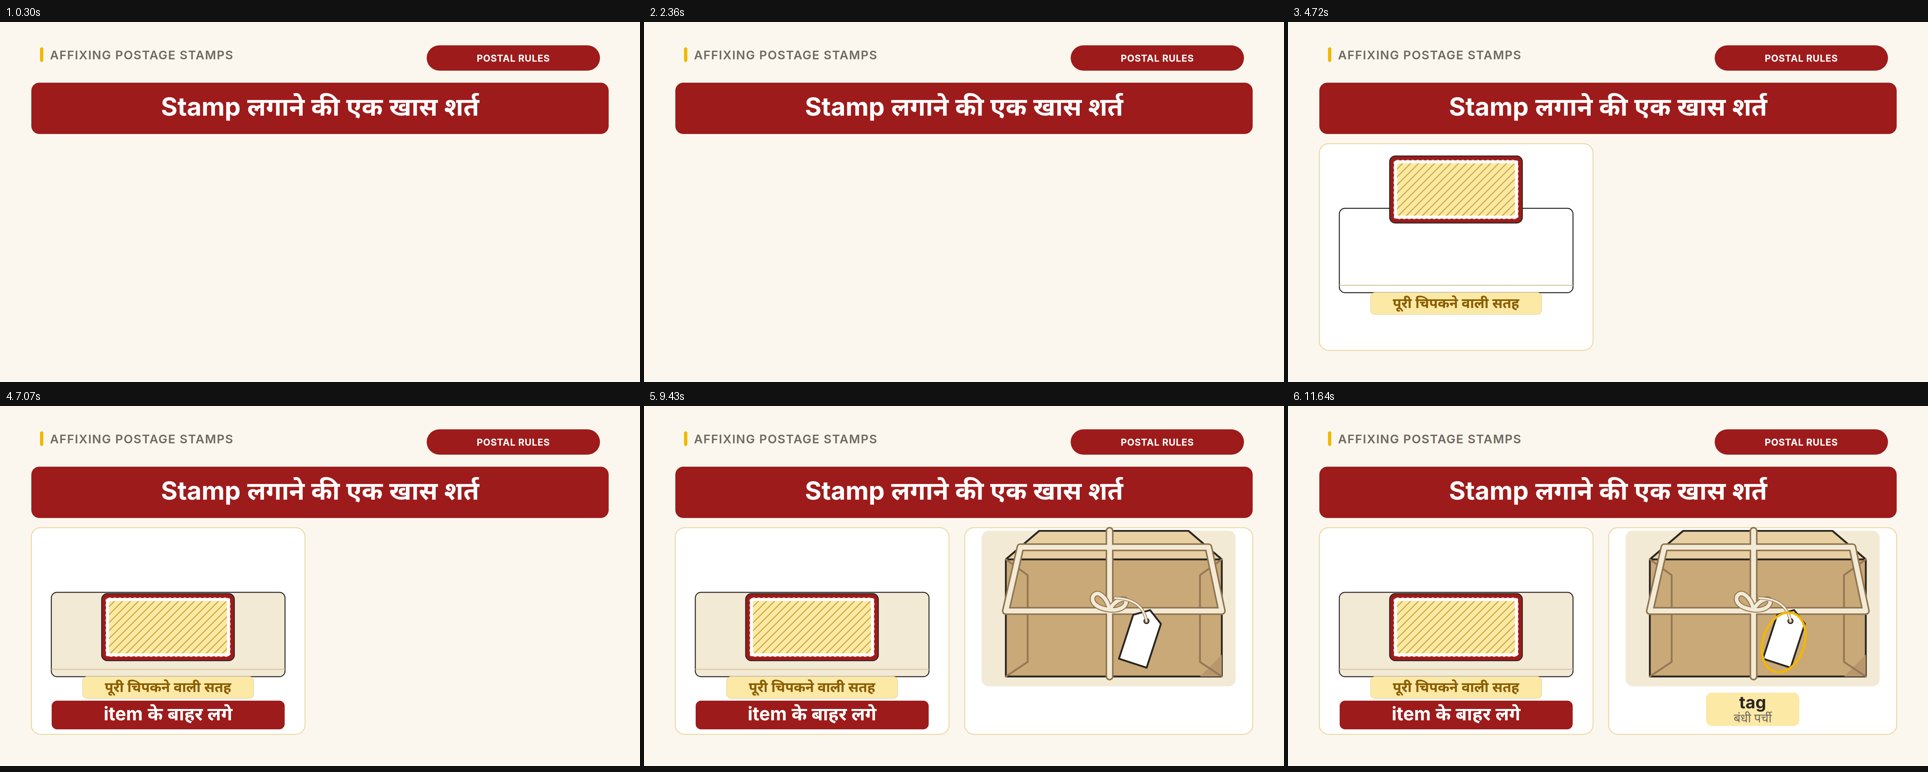 1. 0.30s
AFFIXING POSTAGE STAMPS
POSTAL RULES
Stamp लगाने की एक खास शर्त
2. 2.36s
AFFIXING POSTAGE STAMPS
POSTAL RULES
Stamp लगाने की एक खास शर्त
3. 4.72s
AFFIXING POSTAGE STAMPS
POSTAL RULES
Stamp लगाने की एक खास शर्त
पूरी चिपकने वाली सतह
4. 7.07s
AFFIXING POSTAGE STAMPS
POSTAL RULES
Stamp लगाने की एक खास शर्त
पूरी चिपकने वाली सतह
item के बाहर लगे
5. 9.43s
AFFIXING POSTAGE STAMPS
POSTAL RULES
Stamp लगाने की एक खास शर्त
पूरी चिपकने वाली सतह
item के बाहर लगे
6. 11.64s
AFFIXING POSTAGE STAMPS
POSTAL RULES
Stamp लगाने की एक खास शर्त
पूरी चिपकने वाली सतह
item के बाहर लगे
tag
बंधी पर्ची